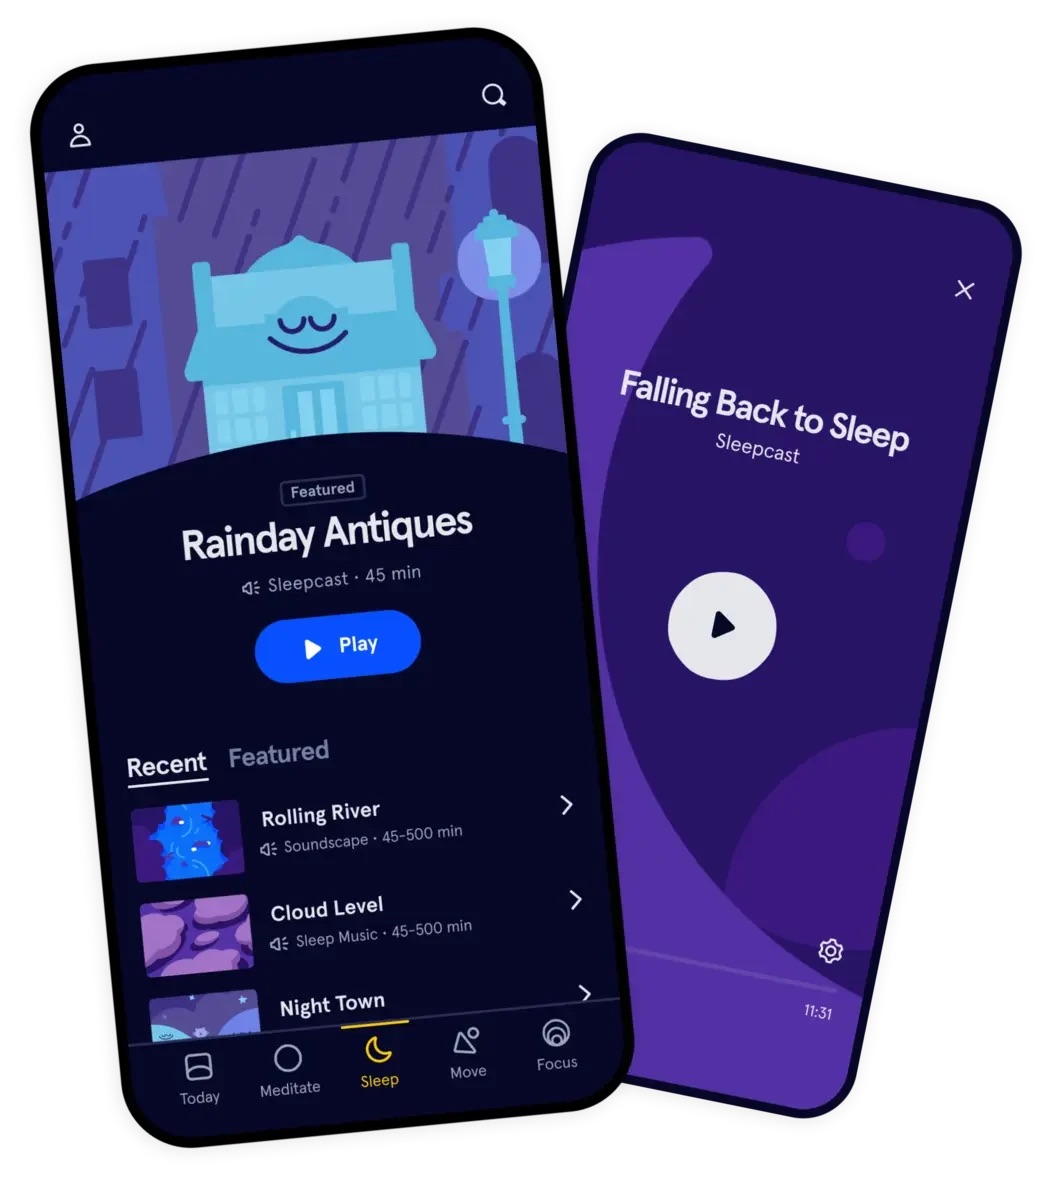 Featured
Rainday Antiques
Sleepcast • 45 min
Play
Recent Featured
Rolling River
Soundscape • 45-500 min
Cloud Level
Sleep Music • 45-500 min
Night Town
Today Meditate Sleep Move Focus
Falling Back to Sleep
Sleepcast
11:31